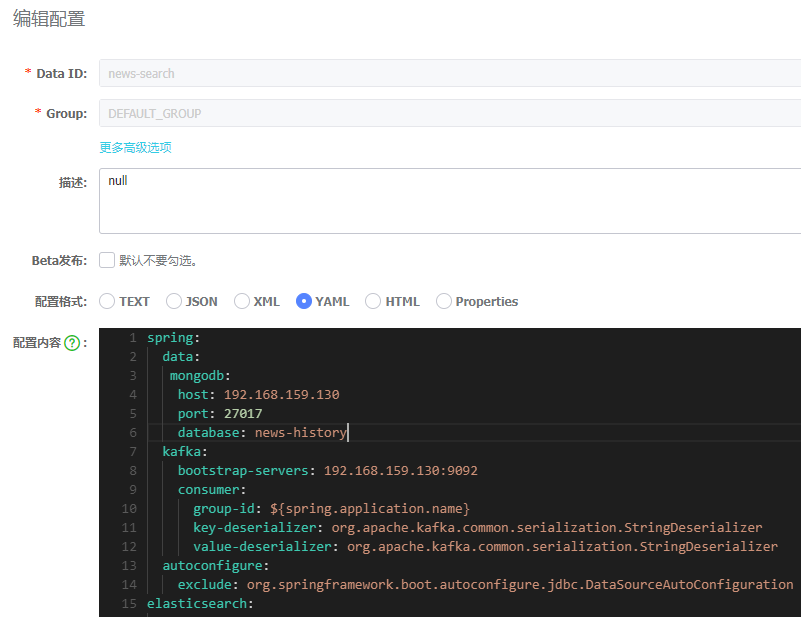 编辑配置
* Data ID: news-search
* Group: DEFAULT_GROUP
更多高级选项
描述: null
Beta发布: 默认不要勾选。
配置格式: TEXT JSON XML YAML HTML Properties
配置内容 ? :
1 spring:
2   data:
3    mongodb:
4     host: 192.168.159.130
5     port: 27017
6     database: news-history
7   kafka:
8     bootstrap-servers: 192.168.159.130:9092
9     consumer:
10       group-id: ${spring.application.name}
11       key-deserializer: org.apache.kafka.common.serialization.StringDeserializer
12       value-deserializer: org.apache.kafka.common.serialization.StringDeserializer
13   autoconfigure:
14     exclude: org.springframework.boot.autoconfigure.jdbc.DataSourceAutoConfiguration
15 elasticsearch: